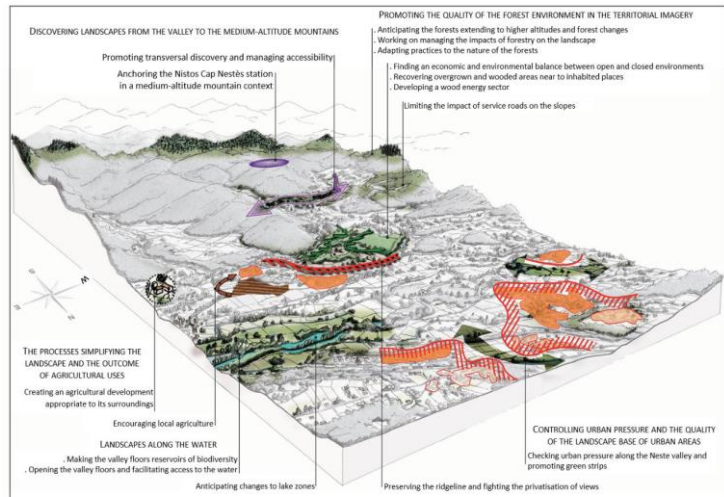 DISCOVERING LANDSCAPES FROM THE VALLEY TO THE MEDIUM-ALTITUDE MOUNTAINS
Promoting transversal discovery and managing accessibility
Anchoring the Nistos Cap Nestès station
in a medium-altitude mountain context
PROMOTING THE QUALITY OF THE FOREST ENVIRONMENT IN THE TERRITORIAL IMAGERY
. Anticipating the forests extending to higher altitudes and forest changes
. Working on managing the impacts of forestry on the landscape
. Adapting practices to the nature of the forests
. Finding an economic and environmental balance between open and closed environments
. Recovering overgrown and wooded areas near to inhabited places
. Developing a wood energy sector
Limiting the impact of service roads on the slopes
W
THE PROCESSES SIMPLIFYING THE
LANDSCAPE AND THE OUTCOME
OF AGRICULTURAL USES
Creating an agricultural development
appropriate to its surroundings
Encouraging local agriculture
LANDSCAPES ALONG THE WATER
. Making the valley floors reservoirs of biodiversity
. Opening the valley floors and facilitating access to the water
Anticipating changes to lake zones
Preserving the ridgeline and fighting the privatisation of views
CONTROLLING URBAN PRESSURE AND THE QUALITY
OF THE LANDSCAPE BASE OF URBAN AREAS
Checking urban pressure along the Neste valley and
promoting green strips